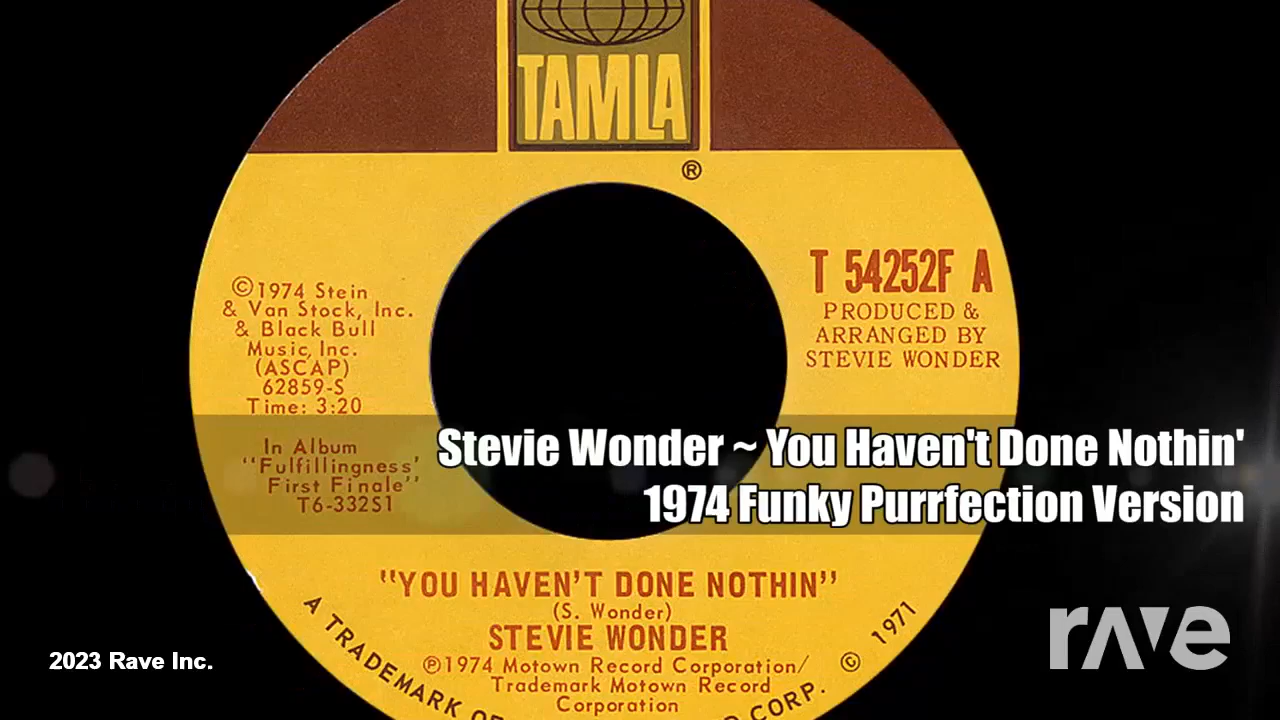 TAMLA
®
T 54252F A
PRODUCED &
ARRANGED BY
STEVIE WONDER
©1974 Stein
& Van Stock, Inc.
& Black Bull
Music, Inc.
(ASCAP)
62859-S
Time: 3:20
In Album
"Fulfillingness'
First Finale"
T6-332S1
Stevie Wonder ~ You Haven't Done Nothin'
1974 Funky Purrfection Version
"YOU HAVEN'T DONE NOTHIN"
(S. Wonder)
STEVIE WONDER
℗1974 Motown Record Corporation/
Trademark Motown Record
Corporation
A TRADEMARK OF
CORP. © 1971
2023 Rave Inc.
rave